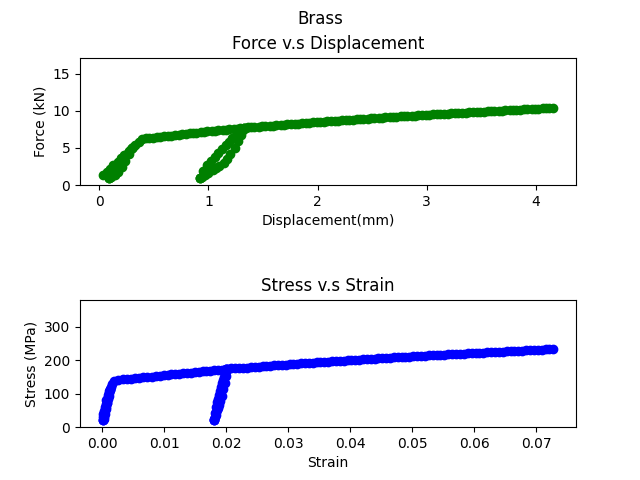 Brass
Force v.s Displacement
Force (kN)
15
10
5
0
0 1 2 3 4
Displacement(mm)
Stress v.s Strain
Stress (MPa)
300
200
100
0
0.00 0.01 0.02 0.03 0.04 0.05 0.06 0.07
Strain